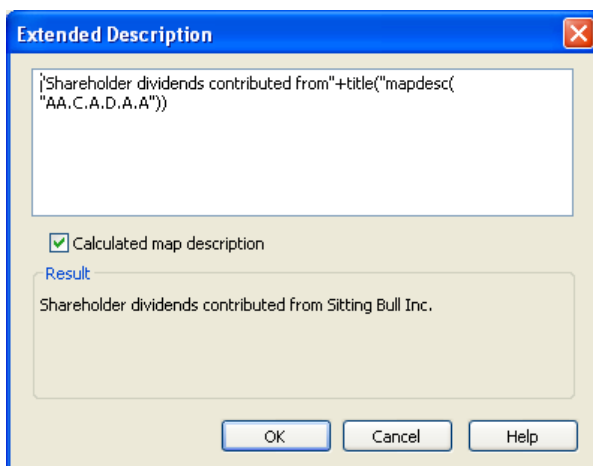 Extended Description
"Shareholder dividends contributed from"+title("mapdesc(
"AA.C.A.D.A.A"))
Calculated map description
Result
Shareholder dividends contributed from Sitting Bull Inc.
OK
Cancel
Help